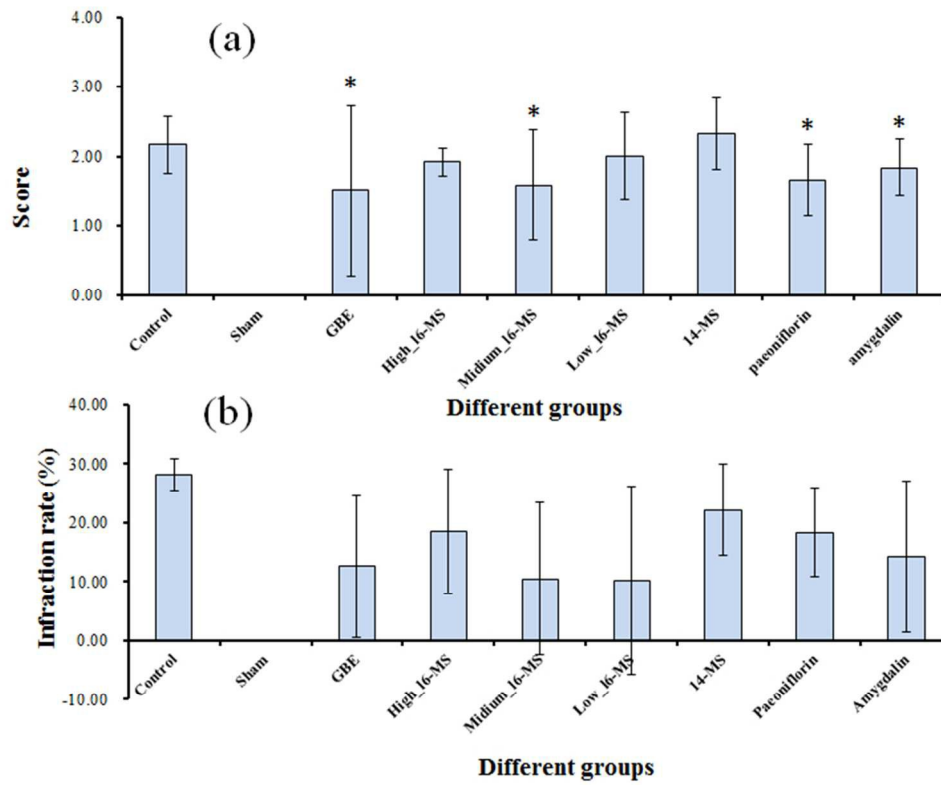 4.00
(a)
3.00
2.00
1.00
0.00
Score
* * * *
Control Sham GBE High_16-MS Midium_16-MS Low_16-MS 14-MS paeoniflorin amygdalin
Different groups
40.00
(b)
30.00
20.00
10.00
0.00
-10.00
Infraction rate (%)
Control Sham GBE High_16-MS Midium_16-MS Low_16-MS 14-MS Paeoniflorin Amygdalin
Different groups